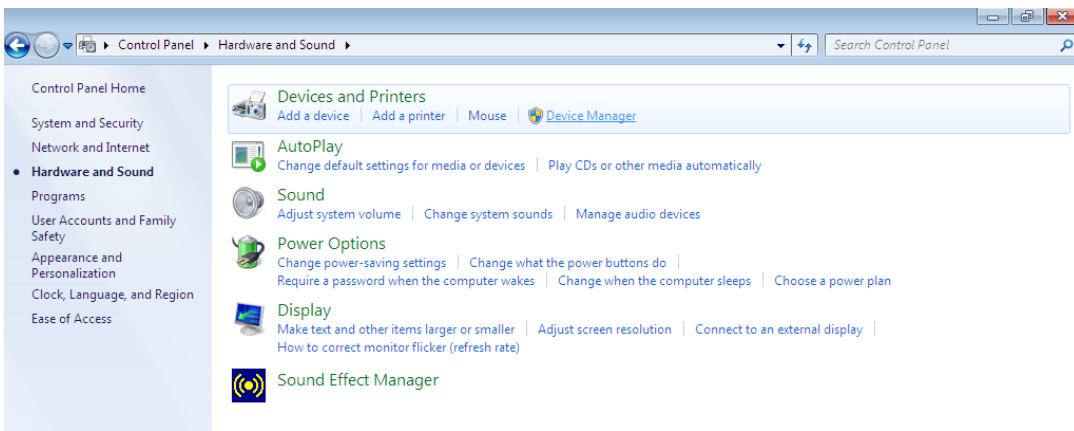 Control Panel Hardware and Sound Search Control Panel
Control Panel Home
System and Security
Network and Internet
Hardware and Sound
Programs
User Accounts and Family
Safety
Appearance and
Personalization
Clock, Language, and Region
Ease of Access
Devices and Printers
Add a device Add a printer Mouse Device Manager
AutoPlay
Change default settings for media or devices Play CDs or other media automatically
Sound
Adjust system volume Change system sounds Manage audio devices
Power Options
Change power-saving settings Change what the power buttons do
Require a password when the computer wakes Change when the computer sleeps Choose a power plan
Display
Make text and other items larger or smaller Adjust screen resolution Connect to an external display
How to correct monitor flicker (refresh rate)
Sound Effect Manager